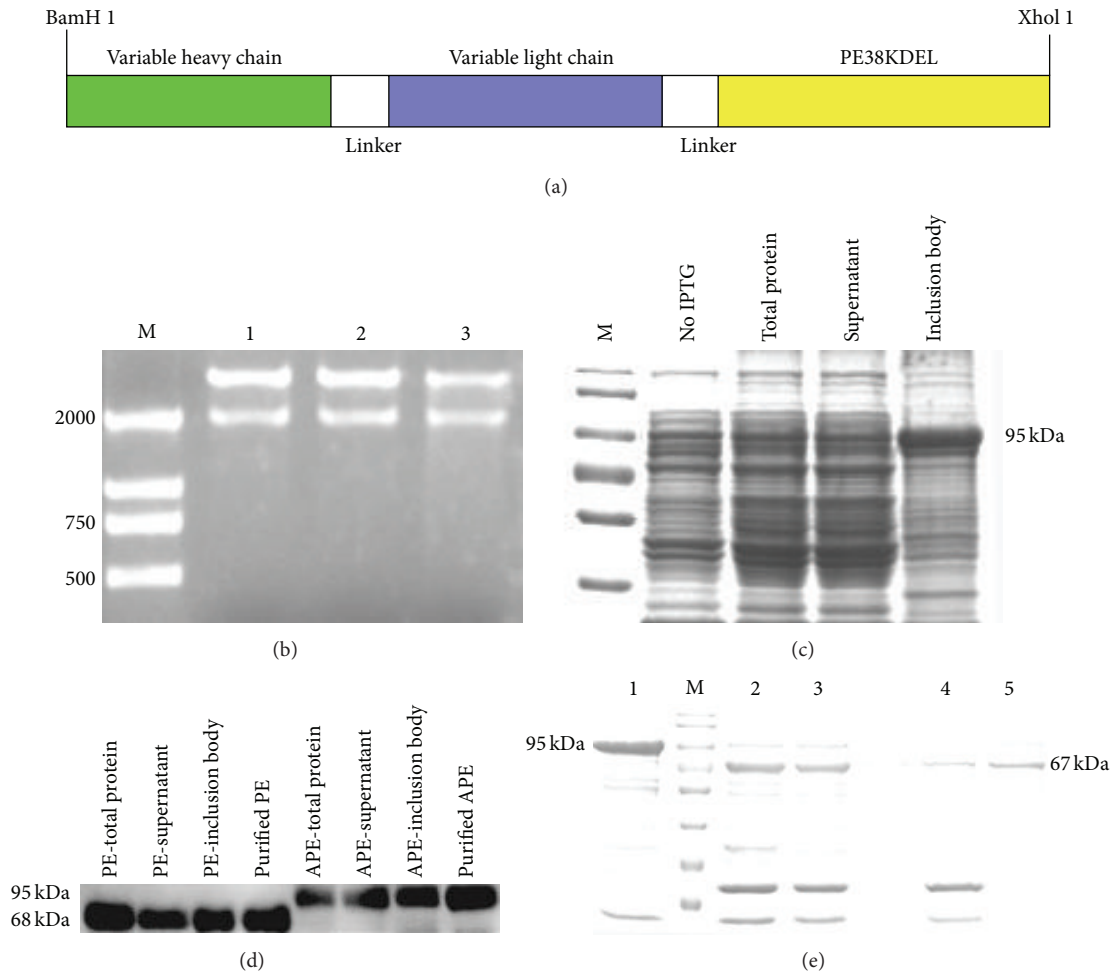 BamH 1
Xhol 1
Variable heavy chain
Variable light chain
PE38KDEL
Linker
Linker
(a)
M
1
2
3
2000
750
500
(b)
M
No IPTG
Total protein
Supernatant
Inclusion body
95 kDa
(c)
PE-total protein
PE-supernatant
PE-inclusion body
Purified PE
APE-total protein
APE-supernatant
APE-inclusion body
Purified APE
95 kDa
68 kDa
(d)
1
M
2
3
4
5
95 kDa
67 kDa
(e)